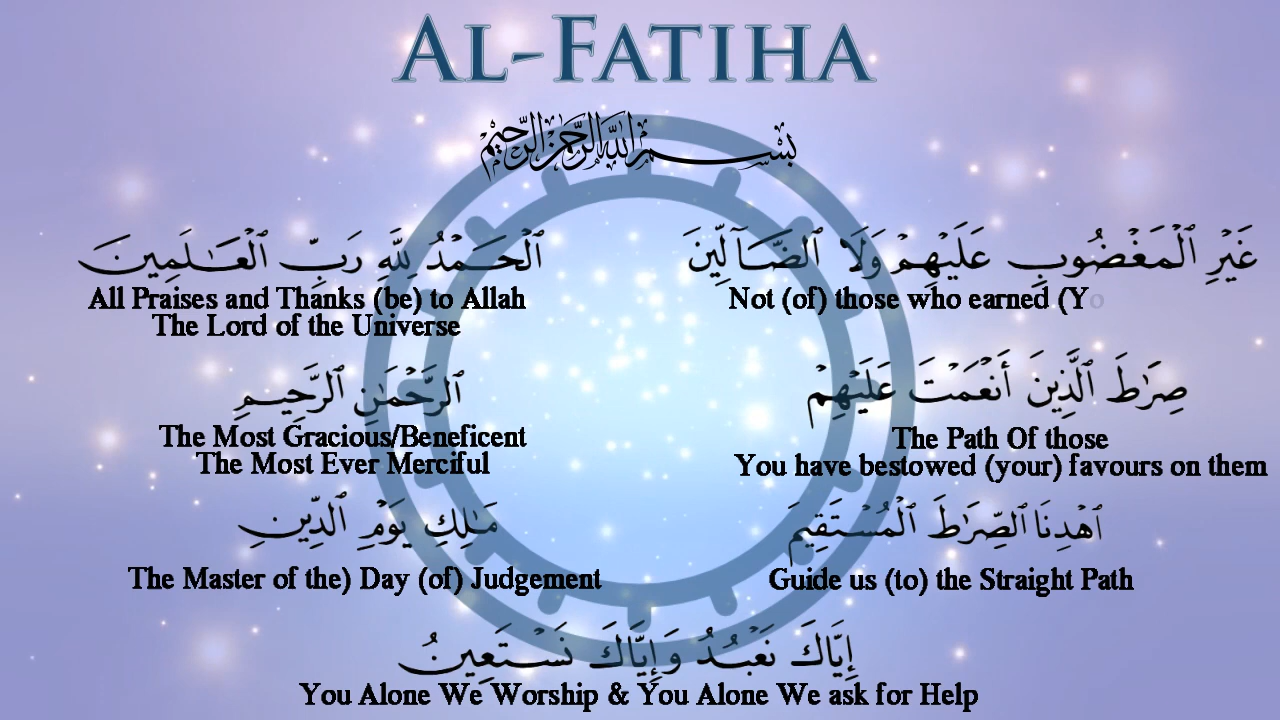 AL-FATIHA
بِسْمِ اللَّهِ الرَّحْمَٰنِ الرَّحِيمِ
ٱلْحَمْدُ لِلَّهِ رَبِّ ٱلْعَـٰلَمِينَ
All Praises and Thanks (be) to Allah
The Lord of the Universe
ٱلرَّحْمَـٰنِ ٱلرَّحِيمِ
The Most Gracious/Beneficent
The Most Ever Merciful
مَـٰلِكِ يَوْمِ ٱلدِّينِ
The Master of the) Day (of) Judgement
إِيَّاكَ نَعْبُدُ وَإِيَّاكَ نَسْتَعِينُ
You Alone We Worship & You Alone We ask for Help
ٱهْدِنَا ٱلصِّرَٰطَ ٱلْمُسْتَقِيمَ
Guide us (to) the Straight Path
صِرَٰطَ ٱلَّذِينَ أَنْعَمْتَ عَلَيْهِمْ
The Path Of those
You have bestowed (your) favours on them
غَيْرِ ٱلْمَغْضُوبِ عَلَيْهِمْ وَلَا ٱلضَّآلِّينَ
Not (of) those who earned (Yo